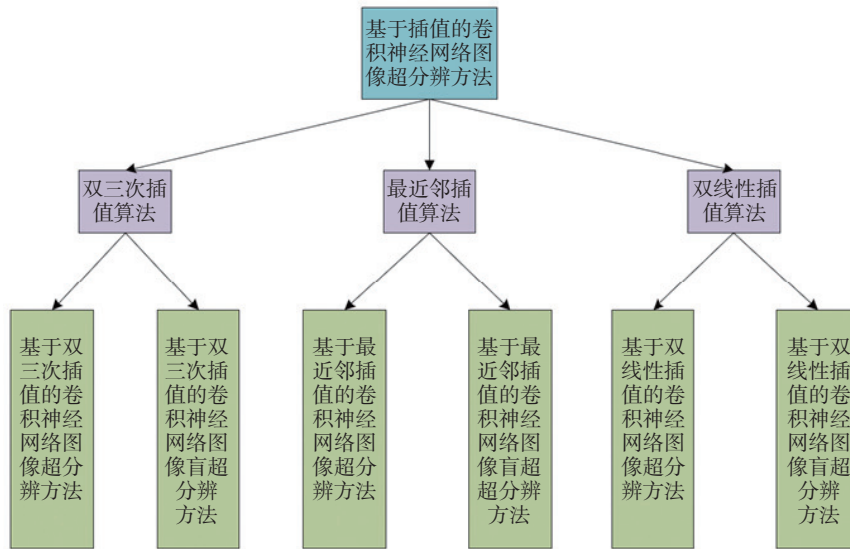 基于插值的卷
积神经网络图
像超分辨方法
双三次插
值算法
最近邻插
值算法
双线性插
值算法
基于双
三次插
值的卷
积神经
网络图
像超分
辨方法
基于双
三次插
值的卷
积神经
网络图
像盲超
分辨
方法
基于最
近邻插
值的卷
积神经
网络图
像超分
辨方法
基于最
近邻插
值的卷
积神经
网络图
像盲超
超分辨
方法
基于双
线性插
值的卷
积神经
网络图
像超分
辨方法
基于双
线性插
值的卷
积神经
网络图
像盲超
分辨
方法